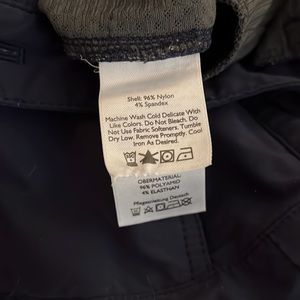 Shell: 96% Nylon
4% Spandex
Machine Wash Cold Delicate With
Like Colors. Do Not Bleach. Do
Not Use Fabric Softeners. Tumble
Dry Low. Remove Promptly. Cool
Iron As Desired.
OBERMATERIAL:
96% POLYAMID
4% ELASTHAN
Pflegeanleitung Deutsch